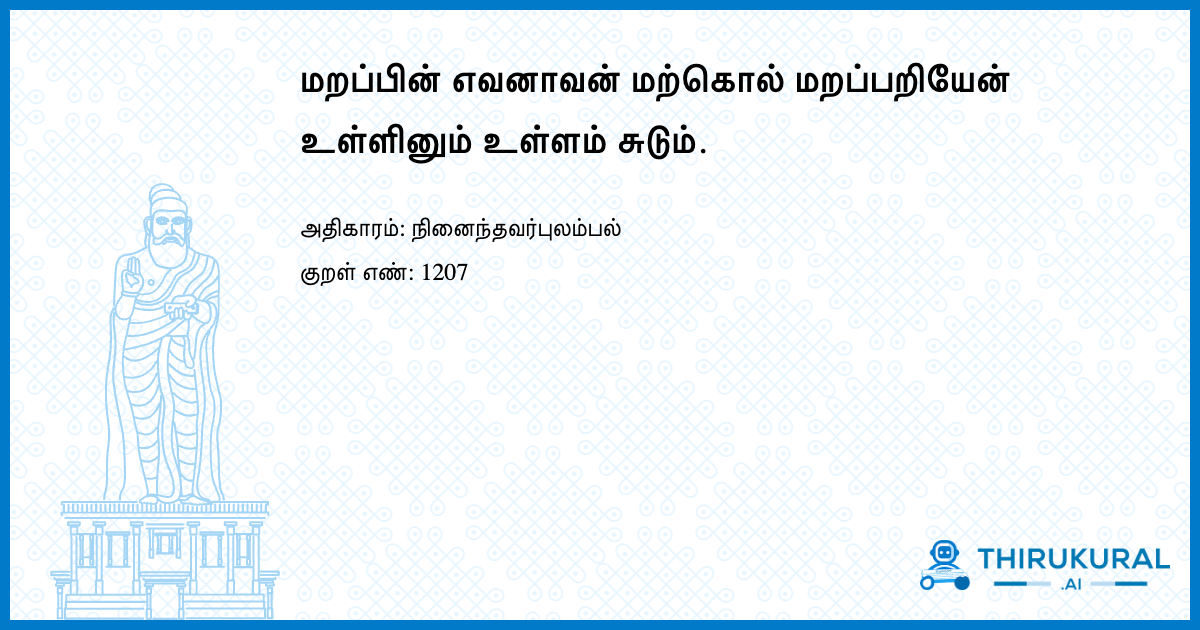 மறப்பின் எவனாவன் மற்கொல் மறப்பறியேன்
உள்ளினும் உள்ளம் சுடும்.
அதிகாரம்: நினைந்தவர்புலம்பல்
குறள் எண்: 1207
THIRUKURAL
.AI